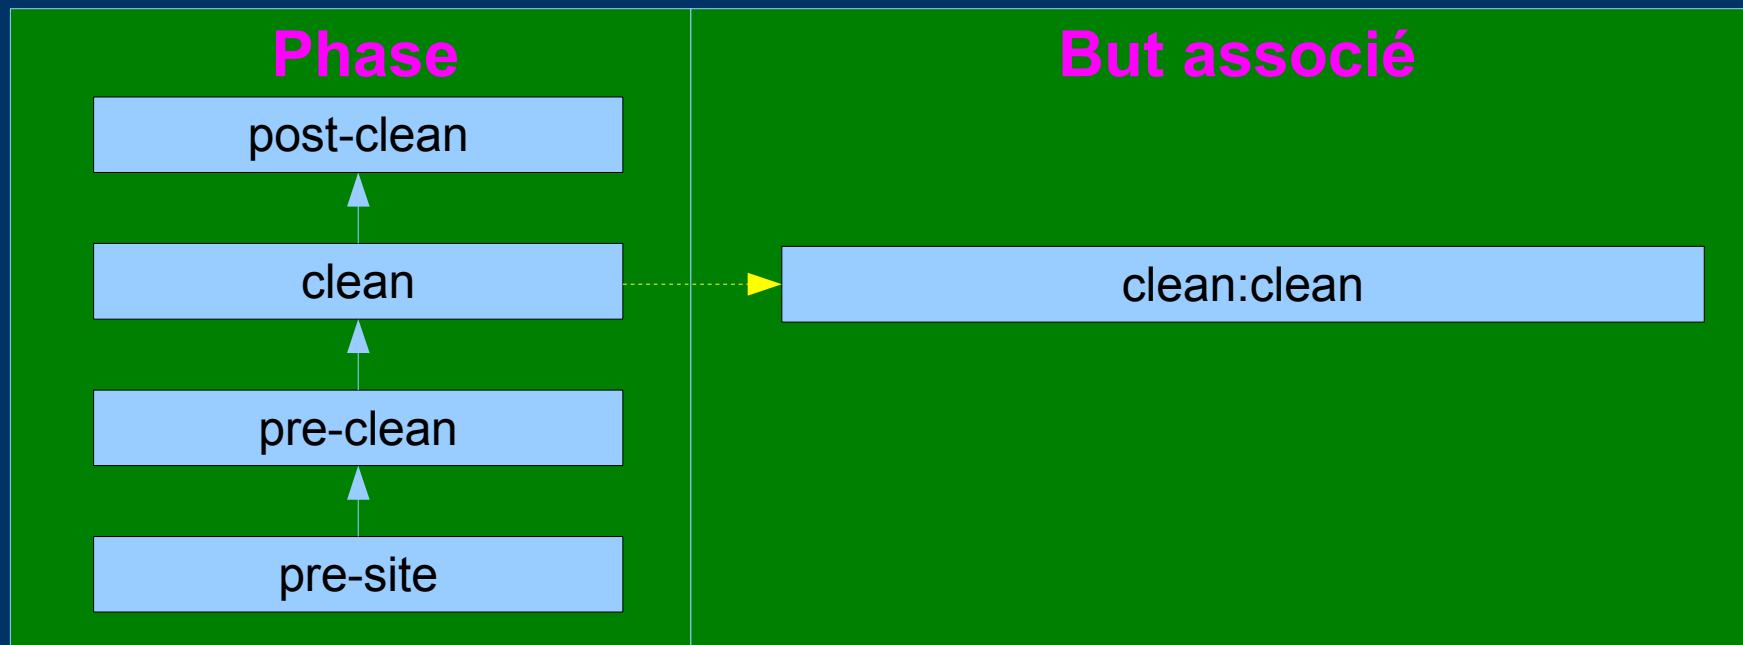 Phase
But associé
post-clean
clean
clean:clean
pre-clean
pre-site